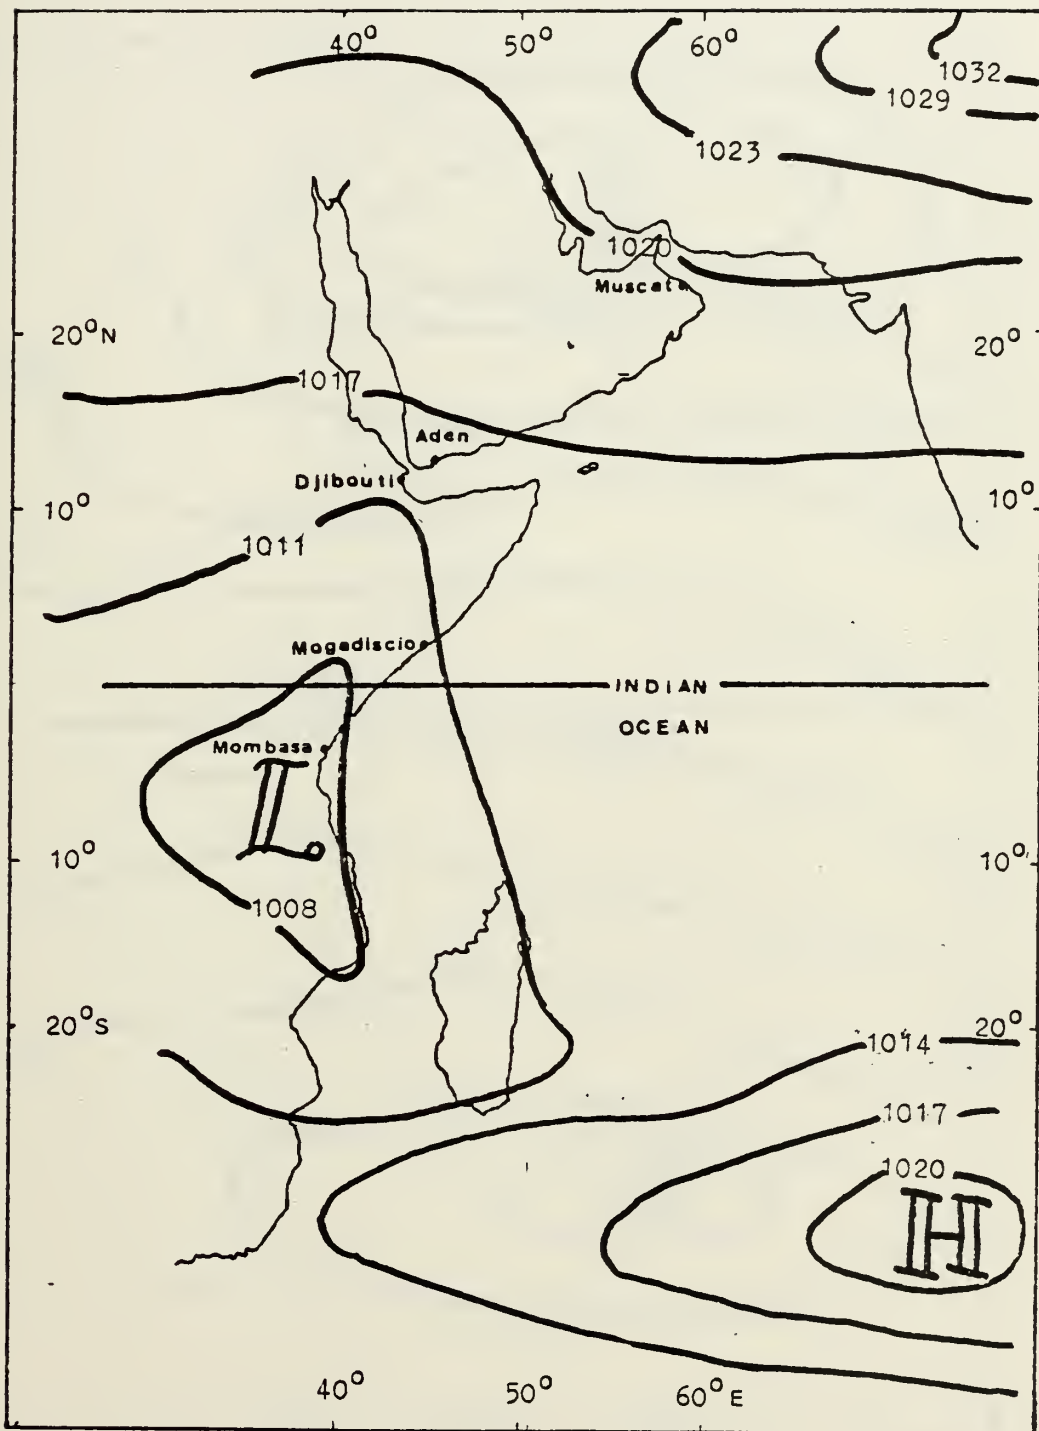 40° 50° 60°
1032
1029
1023
1020
Muscat
20°N 20°
1017
Aden
Djibouti
10° 10°
1011
Mogadiscio
INDIAN
OCEAN
Mombasa
L
10° 10°
1008
20°S 20°
1014
1017
1020
H
40° 50° 60°E